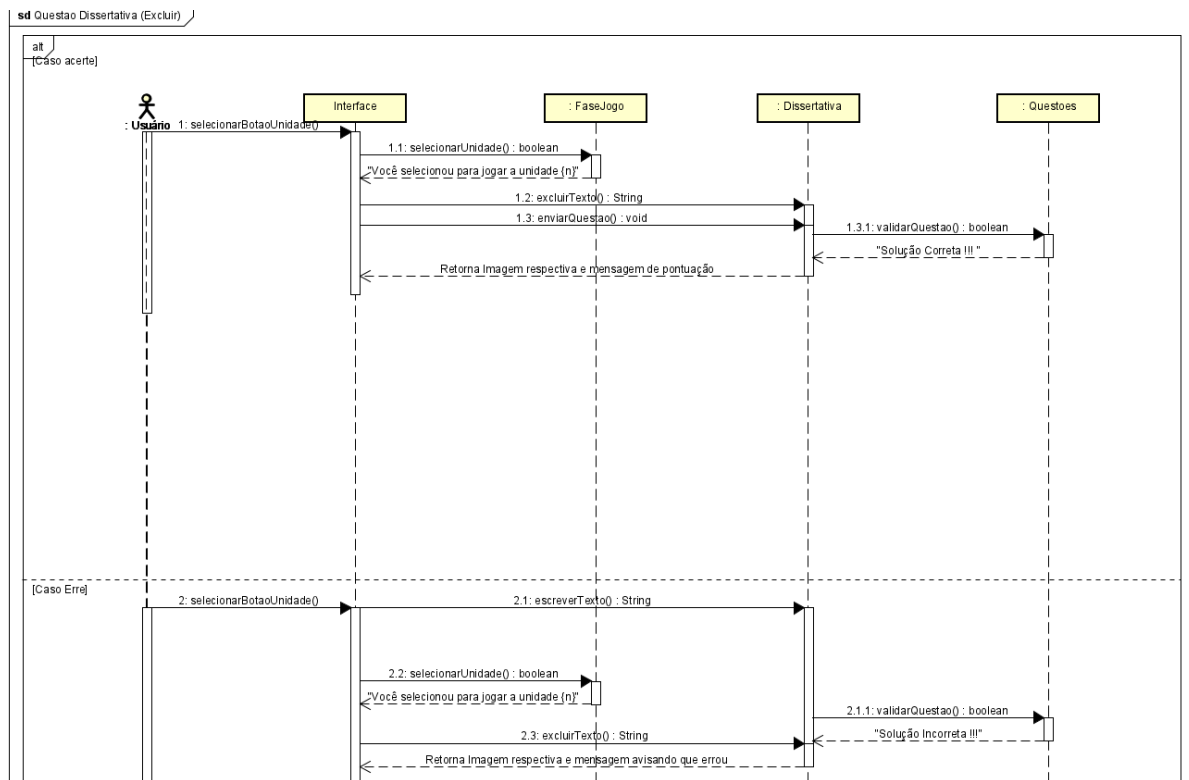 sd Questao Dissertativa (Excluir)
alt
[Caso acerte]
: Usuário
Interface
: FaseJogo
: Dissertativa
: Questoes
1: selecionarBotaoUnidade()
1.1: selecionarUnidade() : boolean
"Você selecionou para jogar a unidade {n}"
1.2: excluirTexto() : String
1.3: enviarQuestao() : void
1.3.1: validarQuestao() : boolean
"Solução Correta !!! "
Retorna Imagem respectiva e mensagem de pontuação
[Caso Erre]
2: selecionarBotaoUnidade()
2.1: escreverTexto() : String
2.2: selecionarUnidade() : boolean
"Você selecionou para jogar a unidade {n}"
2.1.1: validarQuestao() : boolean
"Solução Incorreta !!!"
2.3: excluirTexto() : String
Retorna Imagem respectiva e mensagem avisando que errou